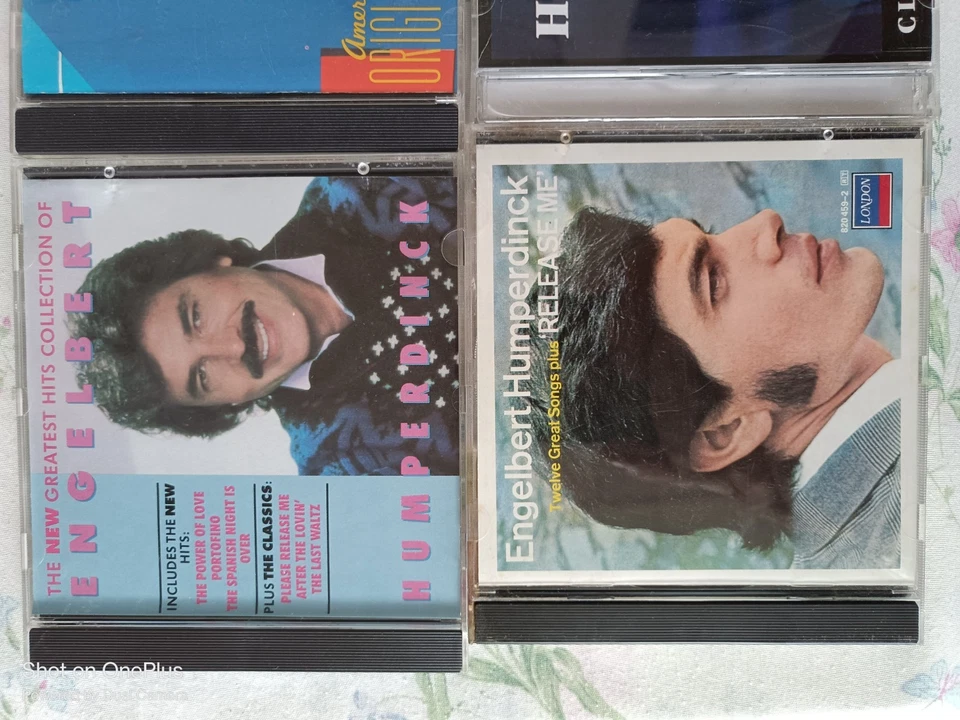 Amer
ORIGI
H
CL
THE NEW GREATEST HITS COLLECTION OF
ENGELBERT
INCLUDES THE NEW
HITS:
THE POWER OF LOVE
PORTOFINO
THE SPANISH NIGHT IS
OVER
PLUS THE CLASSICS:
PLEASE RELEASE ME
AFTER THE LOVIN'
THE LAST WALTZ
HUMPERDINCK
Engelbert Humperdinck
Twelve Great Songs plus 'RELEASE ME'
820 459-2
LONDON
Shot on OnePlus